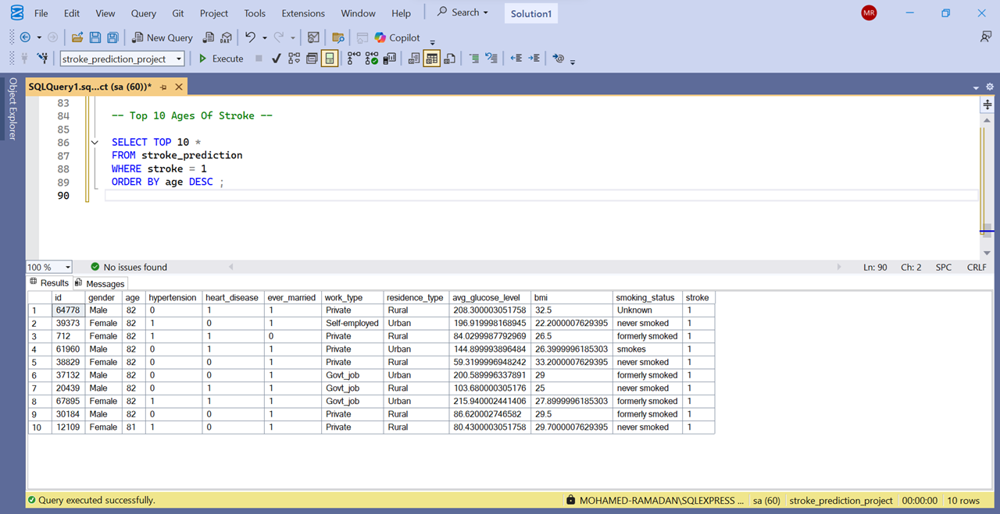 File Edit View Query Git Project Tools Extensions Window Help Search Solution1 MR
New Query DAX Copilot
stroke_prediction_project Execute
Object Explorer
SQLQuery1.sq...ct (sa (60))*
83
84 -- Top 10 Ages Of Stroke --
85
86 SELECT TOP 10 *
87 FROM stroke_prediction
88 WHERE stroke = 1
89 ORDER BY age DESC ;
90
100 % No issues found Ln: 90 Ch: 2 SPC CRLF
Results Messages
id gender age hypertension heart_disease ever_married work_type residence_type avg_glucose_level bmi smoking_status stroke
1 64778 Male 82 0 1 1 Private Rural 208.300003051758 32.5 Unknown 1
2 39373 Female 82 1 0 1 Self-employed Urban 196.919998168945 22.2000007629395 never smoked 1
3 712 Female 82 1 1 0 Private Rural 84.0299987792969 26.5 formerly smoked 1
4 61960 Male 82 0 1 1 Private Urban 144.899993896484 26.3999996185303 smokes 1
5 38829 Female 82 0 0 1 Private Rural 59.3199996948242 33.2000007629395 never smoked 1
6 37132 Male 82 0 0 1 Govt_job Urban 200.589996337891 29 formerly smoked 1
7 20439 Male 82 0 1 1 Govt_job Rural 103.680000305176 25 never smoked 1
8 67895 Female 82 1 1 1 Govt_job Urban 215.940002441406 27.8999996185303 formerly smoked 1
9 30184 Male 82 0 0 1 Private Rural 86.620002746582 29.5 formerly smoked 1
10 12109 Female 81 1 0 1 Private Rural 80.4300003051758 29.7000007629395 never smoked 1
Query executed successfully. MOHAMED-RAMADAN\SQLEXPRESS ... sa (60) stroke_prediction_project 00:00:00 10 rows